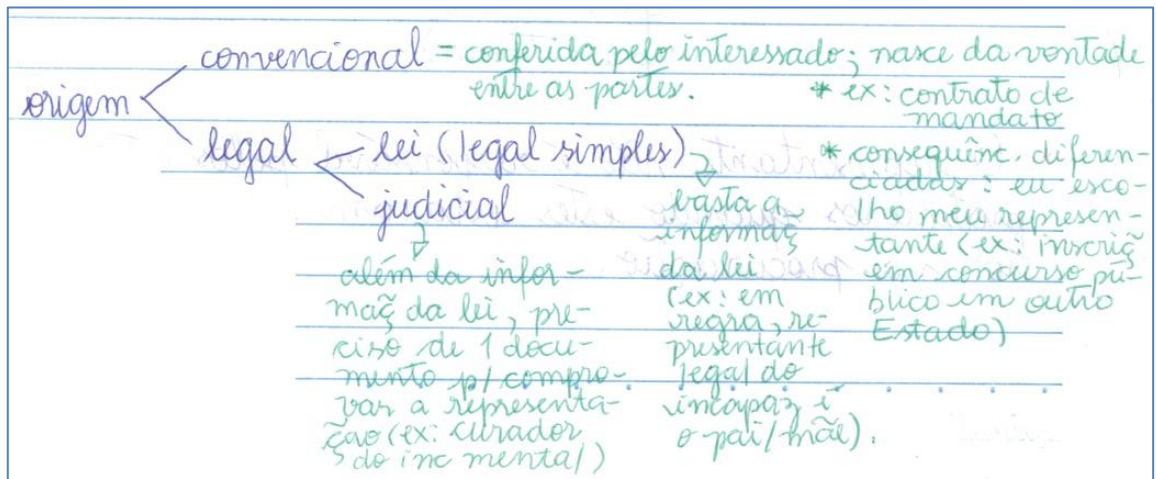 convencional = conferida pelo interessado; nasce da vontade
entre as partes.
* ex: contrato de
mandato
origem
legal
lei (legal simples)
judicial
* consequênc. diferen-
ciadas: eu esco-
lho meu represen-
tante (ex: inscriç
em concurso pú-
blico em outro
Estado)
basta a
informaç
da lei
(ex: em
regra, re-
presentante
legal do
incapaz é
o pai/mãe).
além da infor-
maç da lei, pre-
ciso de 1 docu-
mento p/ compro-
var a representa-
ção (ex: curador
do inc mental)